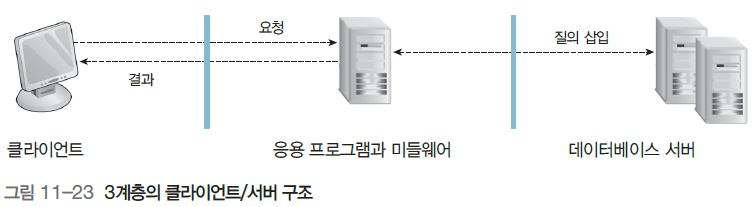 요청
질의 삽입
결과
클라이언트
응용 프로그램과 미들웨어
데이터베이스 서버
그림 11-23 3계층의 클라이언트/서버 구조